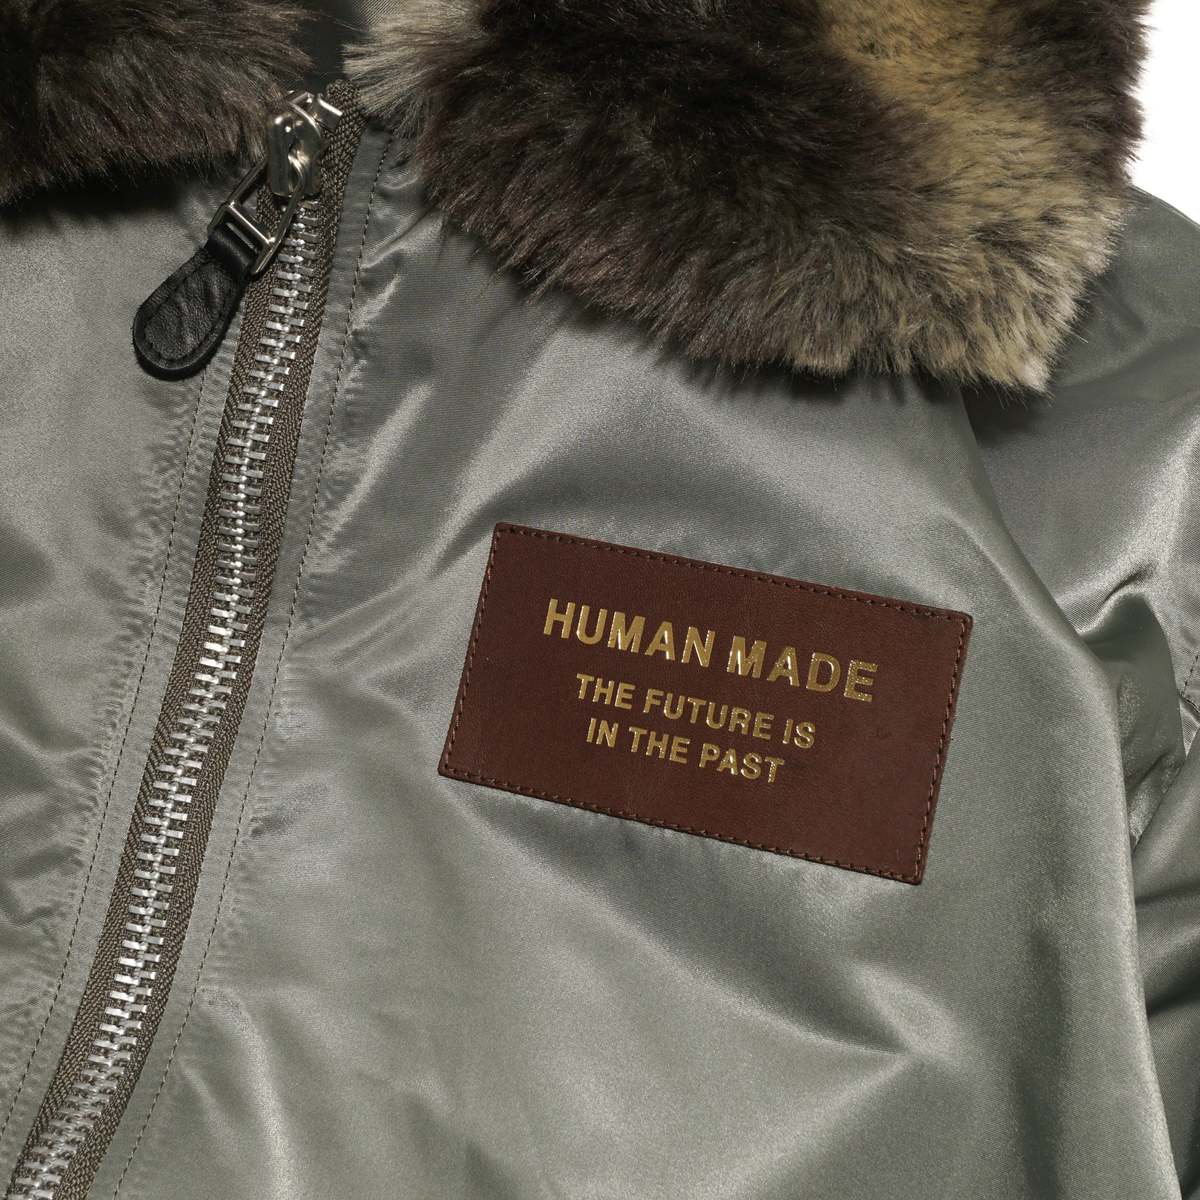 HUMAN MADE
THE FUTURE IS
IN THE PAST